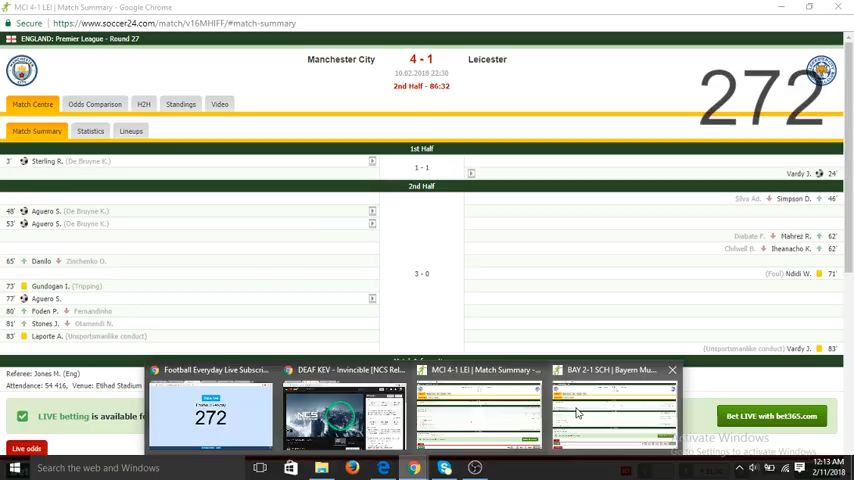 MCI 4-1 LEI | Match Summary - Google Chrome
Secure https://www.soccer24.com/match/v16MHIFF/#match-summary
ENGLAND: Premier League - Round 27
Manchester City 4 - 1 Leicester
10.02.2018 22:30
2nd Half - 86:32
272
Match Centre Odds Comparison H2H Standings Video
Match Summary Statistics Lineups
1st Half
3' Sterling R. (De Bruyne K.)
1 - 1
Vardy J. 24'
2nd Half
Silva Ad. Simpson D. 46'
48' Aguero S. (De Bruyne K.)
53' Aguero S. (De Bruyne K.)
Diabate F. Mahrez R. 62'
Chilwell B. Iheanacho K. 62'
65' Danilo Zinchenko O.
3 - 0
(Foul) Ndidi W. 71'
73' Gundogan I. (Tripping)
77' Aguero S.
80' Foden P. Fernandinho
81' Stones J. Otamendi N.
83' Laporte A. (Unsportsmanlike conduct)
(Unsportsmanlike conduct) Vardy J. 83'
Referee: Jones M. (Eng)
Attendance: 54 416, Venue: Etihad Stadium
Football Everyday Live Subscri...
DEAF KEV - Invincible [NCS Rel...
MCI 4-1 LEI | Match Summary -...
BAY 2-1 SCH | Bayern Mu...
272
NCS
LIVE betting is available f
Bet LIVE with bet365.com
Live odds
Activate Windows
Go to Settings to activate Windows.
Search the web and Windows
12:13 AM
2/11/2018